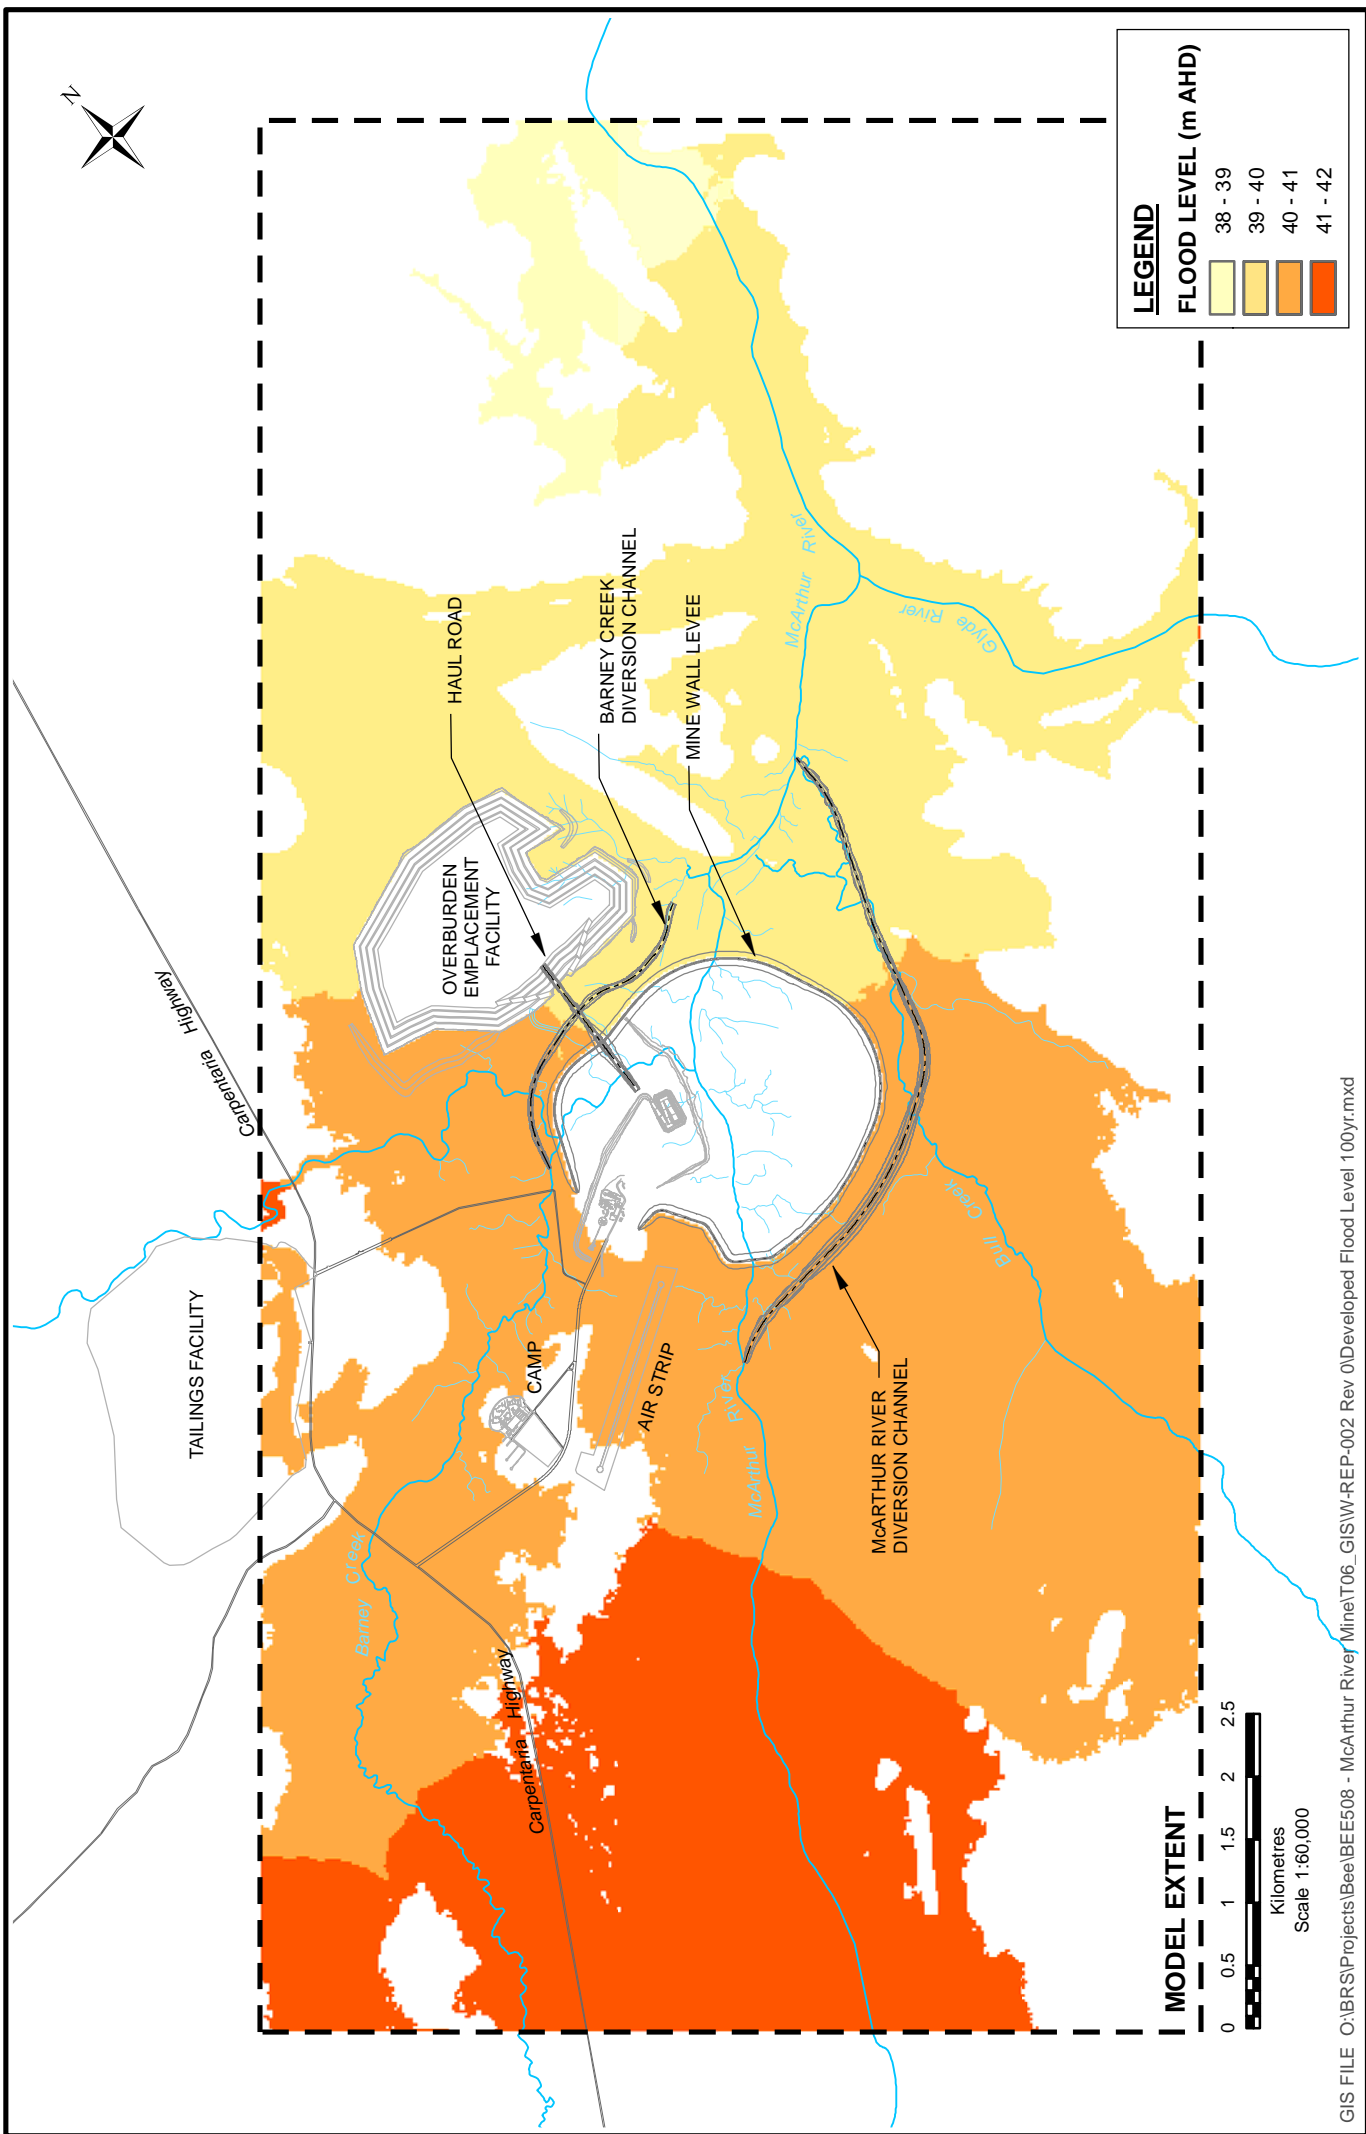 N
Carpentaria Highway
TAILINGS FACILITY
HAUL ROAD
OVERBURDEN
EMPLACEMENT
FACILITY
BARNEY CREEK
DIVERSION CHANNEL
MINE WALL LEVEE
McArthur River
Glyde River
Barney Creek
CAMP
AIR STRIP
Carpentaria Highway
McArthur River
Bull Creek
McARTHUR RIVER
DIVERSION CHANNEL
MODEL EXTENT
0 0.5 1 1.5 2 2.5
Kilometres
Scale 1:60,000
LEGEND
FLOOD LEVEL (m AHD)
38 - 39
39 - 40
40 - 41
41 - 42
GIS FILE O:\BRS\Projects\Bee\BEE508 - McArthur River Mine\T06_GISW-REP-002 Rev 0\Developed Flood Level 100yr.mxd